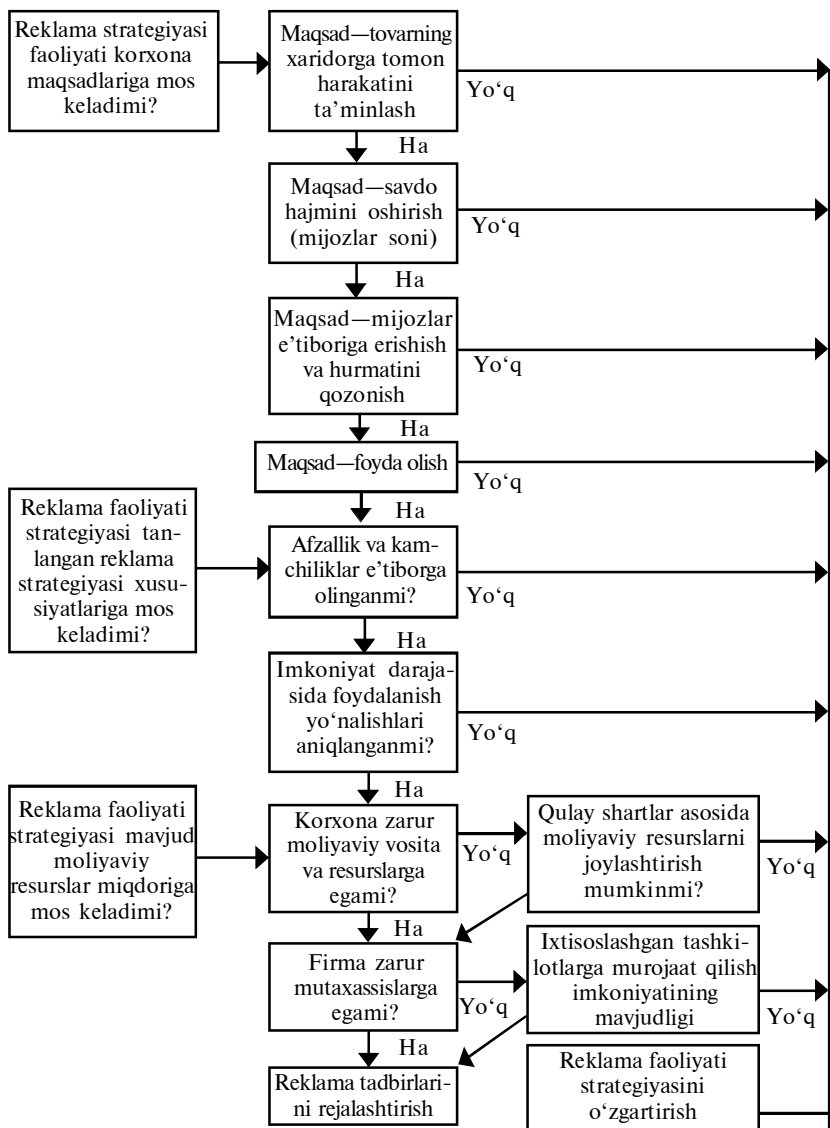 Reklama strategiyasi
faoliyati korxona
maqsadlariga mos
keladimi?
Maqsad—tovarning
xaridorga tomon
harakatini
ta’minlash
Yo‘q
Ha
Maqsad—savdo
hajmini oshirish
(mijozlar soni)
Yo‘q
Ha
Maqsad—mijozlar
e’tiboriga erishish
va hurmatini
qozonish
Yo‘q
Ha
Maqsad—foyda olish
Yo‘q
Ha
Reklama faoliyati
strategiyasi tan-
langan reklama
strategiyasi xusu-
siyatlariga mos
keladimi?
Afzallik va kam-
chiliklar e’tiborga
olinganmi?
Yo‘q
Ha
Imkoniyat daraja-
sida foydalanish
yo‘nalishlari
aniqlanganmi?
Yo‘q
Ha
Reklama faoliyati
strategiyasi mavjud
moliyaviy
resurslar miqdoriga
mos keladimi?
Korxona zarur
moliyaviy vosita
va resurslarga
egami?
Yo‘q
Qulay shartlar asosida
moliyaviy resurslarni
joylashtirish
mumkinmi?
Yo‘q
Ha
Firma zarur
mutaxassislarga
egami?
Yo‘q
Ixtisoslashgan tashki-
lotlarga murojaat qilish
imkoniyatining
mavjudligi
Yo‘q
Ha
Reklama tadbirlari-
ni rejalashtirish
Reklama faoliyati
strategiyasini
o‘zgartirish